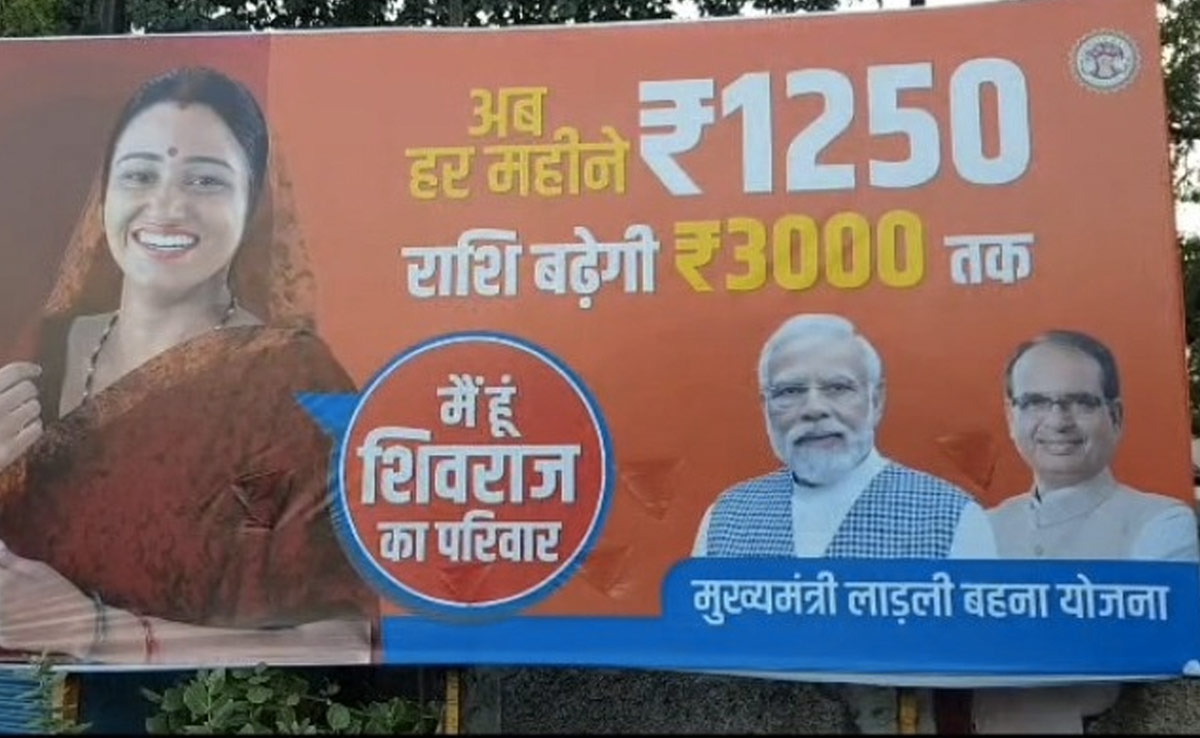 अब
हर महीने ₹1250
राशि बढ़ेगी ₹3000 तक
मैं हूं
शिवराज
का परिवार
मुख्यमंत्री लाड़ली बहना योजना